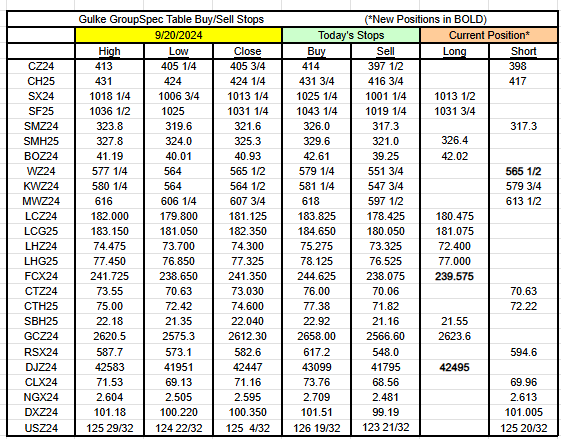 Gulke GroupSpec Table Buy/Sell Stops (*New Positions in BOLD)
9/20/2024 Today's Stops Current Position*
High Low Close Buy Sell Long Short
CZ24 413 405 1/4 405 3/4 414 397 1/2 398
CH25 431 424 424 1/4 431 3/4 416 3/4 417
SX24 1018 1/4 1006 3/4 1013 1/4 1025 1/4 1001 1/4 1013 1/2
SF25 1036 1/2 1025 1031 1/4 1043 1/4 1019 1/4 1031 3/4
SMZ24 323.8 319.6 321.6 326.0 317.3 317.3
SMH25 327.8 324.0 325.3 329.6 321.0 326.4
BOZ24 41.19 40.01 40.93 42.61 39.25 42.02
WZ24 577 1/4 564 565 1/2 579 1/4 551 3/4 565 1/2
KWZ24 580 1/4 564 564 1/2 581 1/4 547 3/4 579 3/4
MWZ24 616 606 1/4 607 3/4 618 597 1/2 613 1/2
LCZ24 182.000 179.800 181.125 183.825 178.425 180.475
LCG25 183.150 181.050 182.350 184.650 180.050 181.075
LHZ24 74.475 73.700 74.300 75.275 73.325 72.400
LHG25 77.450 76.850 77.325 78.125 76.525 77.000
FCX24 241.725 238.650 241.350 244.625 238.075 239.575
CTZ24 73.55 70.63 73.030 76.00 70.06 70.63
CTH25 75.00 72.42 74.600 77.38 71.82 72.22
SBH25 22.18 21.35 22.040 22.92 21.16 21.55
GCZ24 2620.5 2575.3 2612.30 2658.00 2566.60 2623.6
RSX24 587.7 573.1 582.6 617.2 548.0 594.6
DJZ24 42583 41951 42447 43099 41795 42495
CLX24 71.53 69.13 71.16 73.76 68.56 69.96
NGX24 2.604 2.505 2.595 2.709 2.481 2.613
DXZ24 101.18 100.220 100.350 101.51 99.19 101.005
USZ24 125 29/32 124 22/32 125 4/32 126 19/32 123 21/32 125 20/32